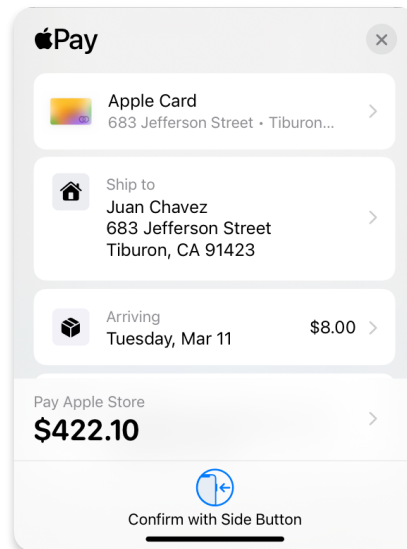 Pay
Apple Card
683 Jefferson Street • Tiburon...
Ship to
Juan Chavez
683 Jefferson Street
Tiburon, CA 91423
Arriving
Tuesday, Mar 11
$8.00
Pay Apple Store
$422.10
Confirm with Side Button